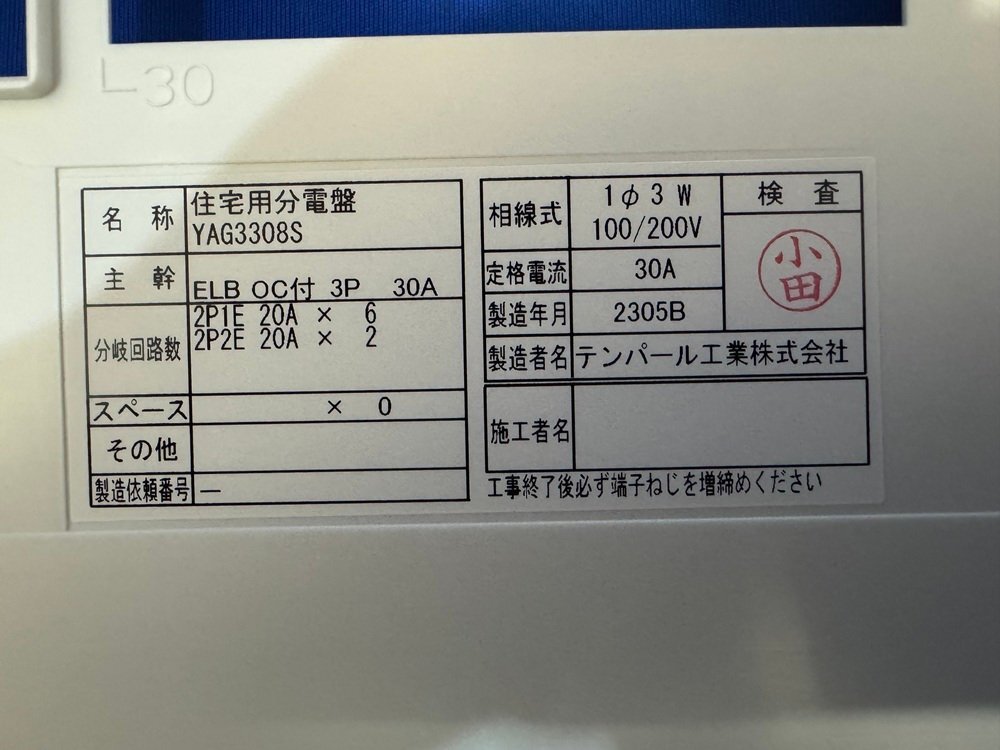 30
名 称 住宅用分電盤
YAG3308S
主 幹 ELB OC付 3P 30A
分岐回路数 2P1E 20A × 6
2P2E 20A × 2
スペース × 0
その他
製造依頼番号 —
相線式 1φ3W
100/200V
定格電流 30A
製造年月 2305B
製造者名 テンパール工業株式会社
検 査
小田
施工者名
工事終了後必ず端子ねじを増締めください